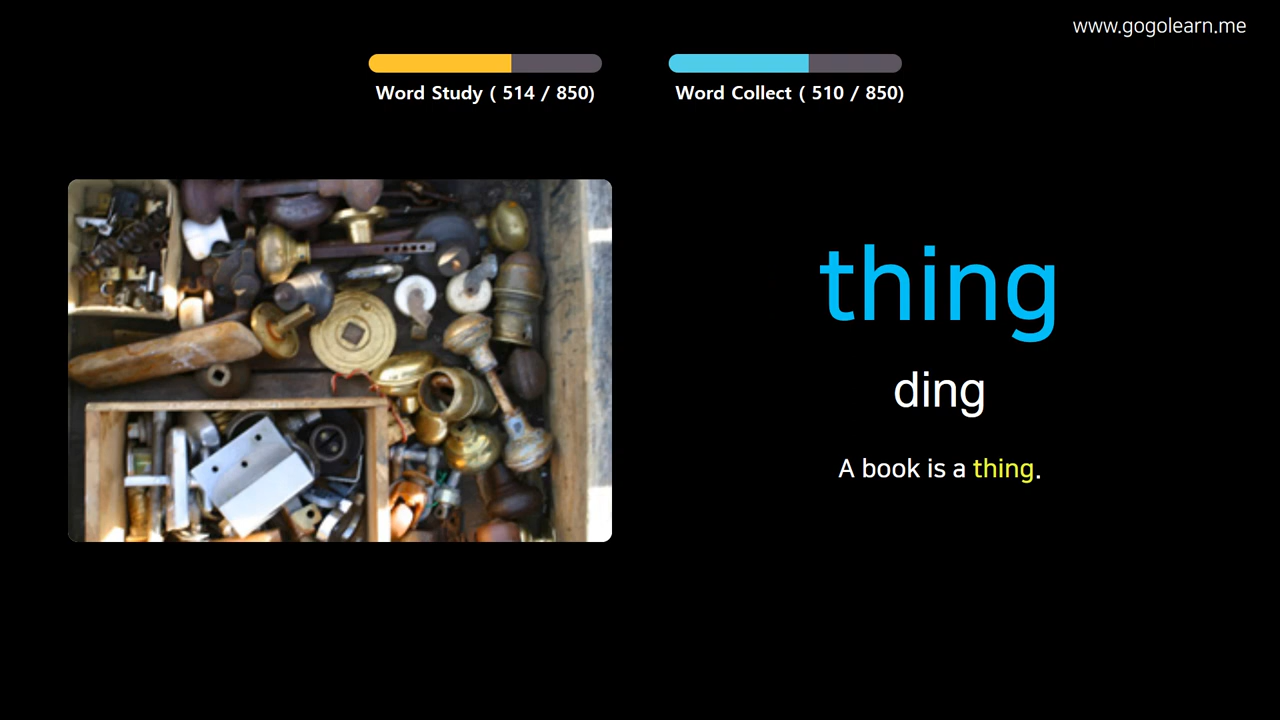 www.gogolearn.me
Word Study ( 514 / 850)
Word Collect ( 510 / 850)
thing
ding
A book is a thing.